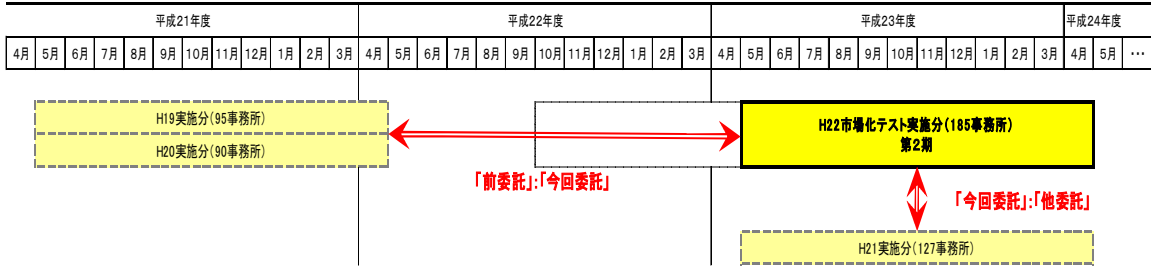 平成21年度 平成22年度 平成23年度 平成24年度
4月 5月 6月 7月 8月 9月 10月 11月 12月 1月 2月 3月 4月 5月 6月 7月 8月 9月 10月 11月 12月 1月 2月 3月 4月 5月 6月 7月 8月 9月 10月 11月 12月 1月 2月 3月 4月 5月 …
H19実施分(95事務所)
H20実施分(90事務所)
H22市場化テスト実施分(185事務所)
第2期
「前委託」:「今回委託」
「今回委託」:「他委託」
H21実施分(127事務所)